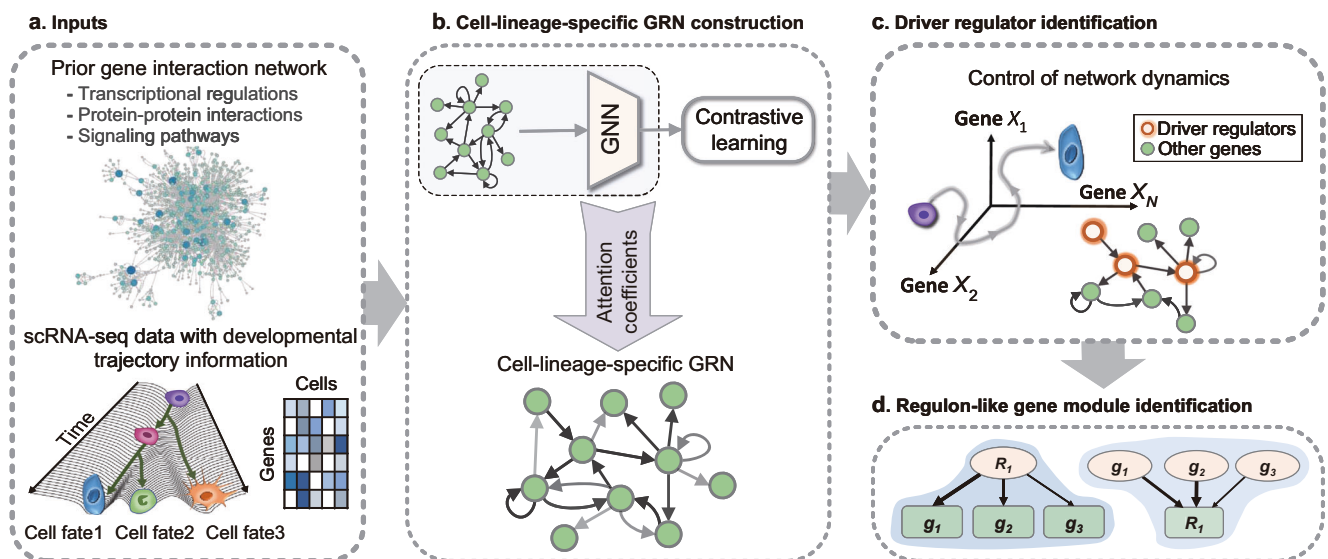 a. Inputs
Prior gene interaction network
- Transcriptional regulations
- Protein-protein interactions
- Signaling pathways
scRNA-seq data with developmental
trajectory information
Time
Cells
Genes
Cell fate1
Cell fate2
Cell fate3
b. Cell-lineage-specific GRN construction
GNN
Contrastive
learning
Attention
coefficients
Cell-lineage-specific GRN
c. Driver regulator identification
Control of network dynamics
Gene X1
Driver regulators
Other genes
Gene XN
Gene X2
d. Regulon-like gene module identification
R1
g1
g2
g3
g1
g2
g3
R1